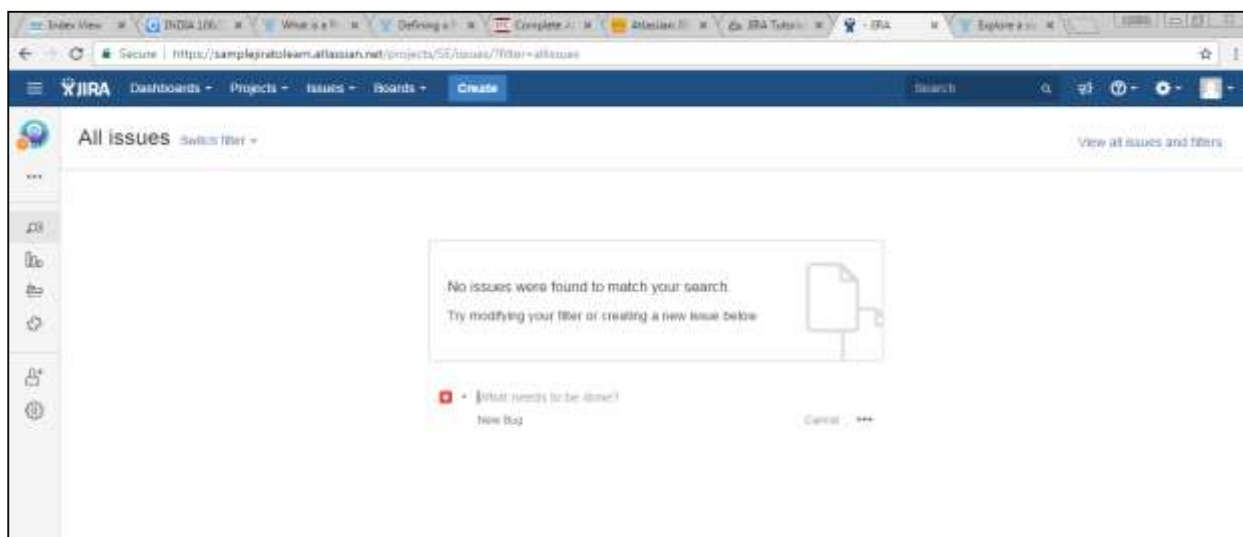 Index View
INDIA 100
What is a
Defining a
Complete
Atlassian
JIRA Tutori
- JIRA
Explore a
Secure | https://samplejiratolearn.atlassian.net/projects/SE/issues/?filter=allissues
JIRA Dashboards Projects Issues Boards Create Search
All issues Switch filter View all issues and filters
No issues were found to match your search
Try modifying your filter or creating a new issue below
What needs to be done?
New Bug Cancel